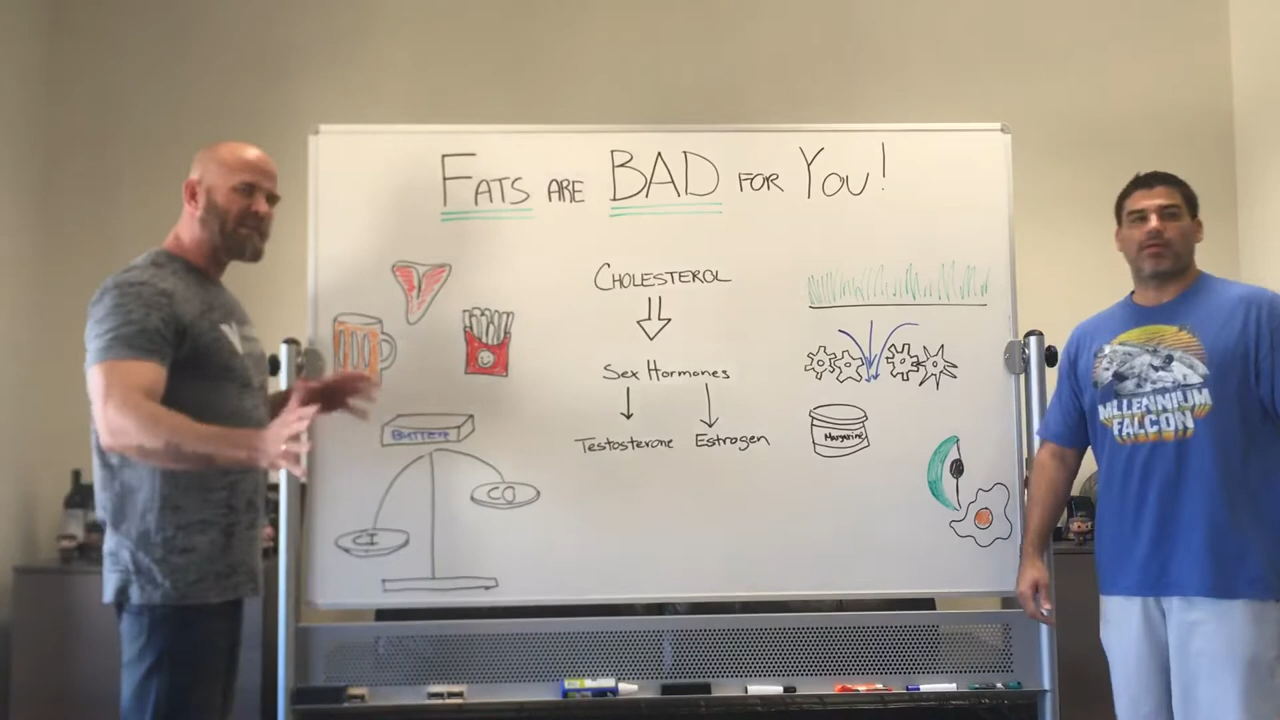 FATS ARE BAD FOR YOU!
CHOLESTEROL
Sex Hormones
Testosterone Estrogen
BUTTER
CI
CO
Margarine
MILLENNIUM
FALCON